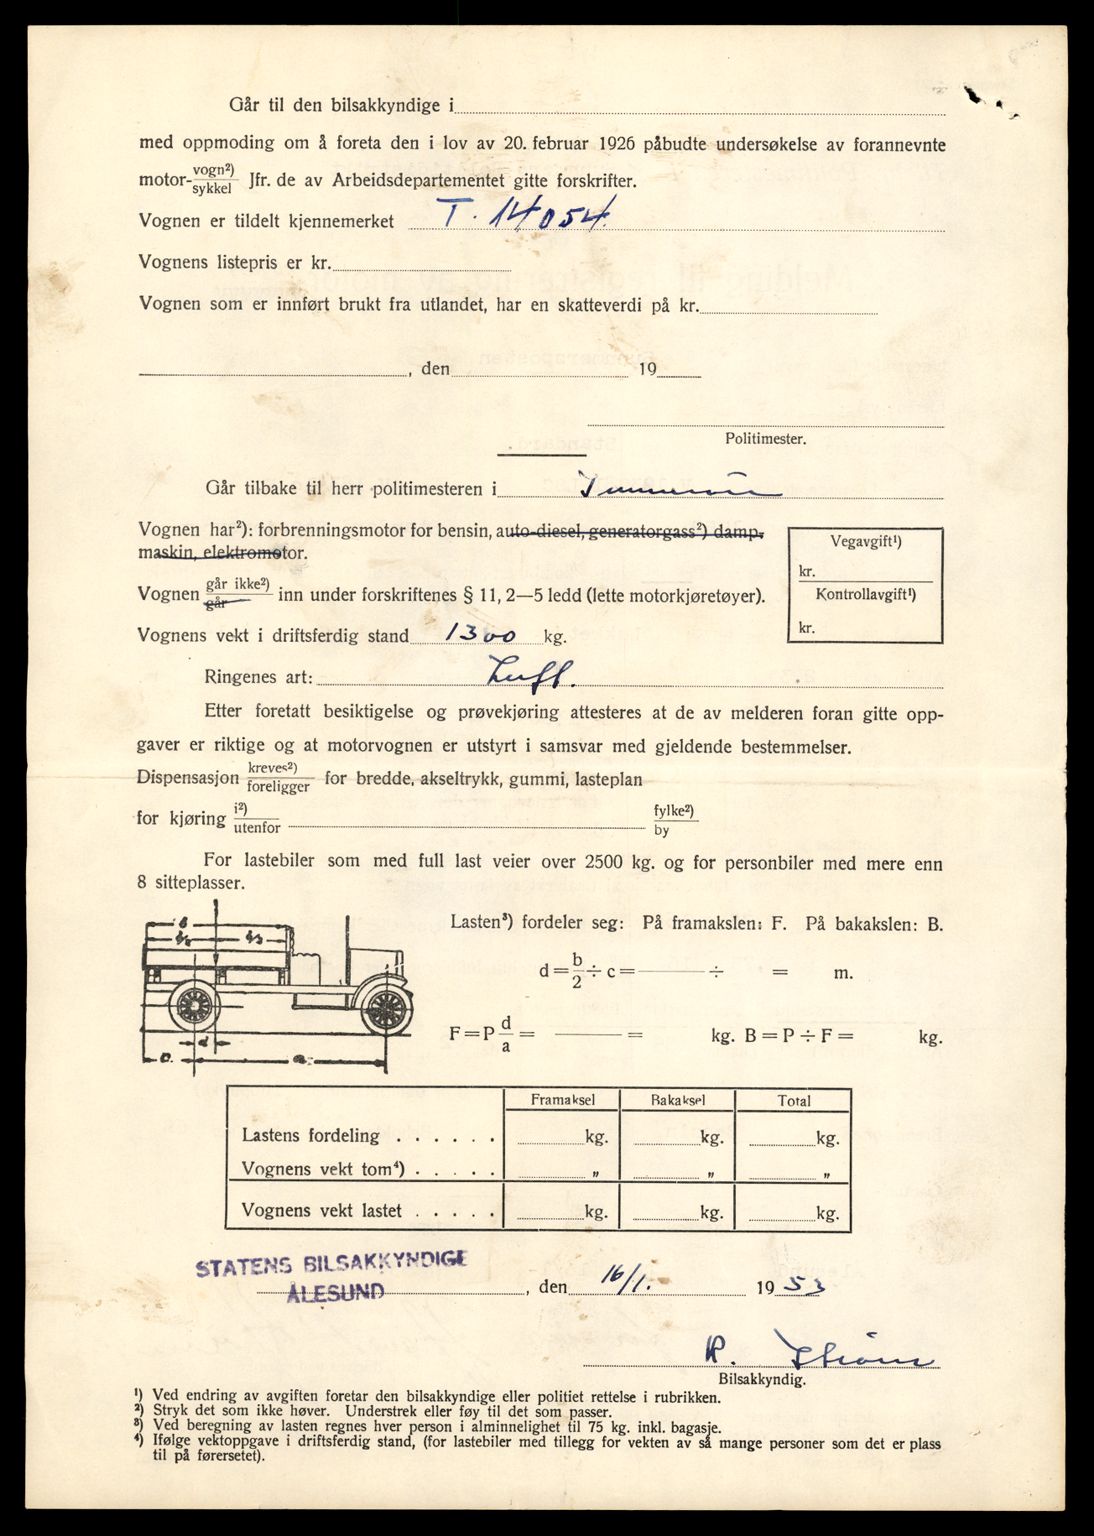 Går til den bilsakkyndige i
med oppmoding om å foreta den i lov av 20. februar 1926 påbudte undersøkelse av forannevnte
motor- vogn²) sykkel Jfr. de av Arbeidsdepartementet gitte forskrifter.
Vognen er tildelt kjennemerket T. 14054.
Vognens listepris er kr.
Vognen som er innført brukt fra utlandet, har en skatteverdi på kr.
, den 19
Politimester.
Går tilbake til herr politimesteren i
Vognen har²): forbrenningsmotor for bensin, auto-diesel, generatorgass²) damp-
maskin, elektromotor.
Vegavgift¹)
kr.
Kontrollavgift¹)
kr.
Vognen går ikke²) går inn under forskriftenes § 11, 2—5 ledd (lette motorkjøretøyer).
Vognens vekt i driftsferdig stand 1300 kg.
Ringenes art: Luft.
Etter foretatt besiktigelse og prøvekjøring attesteres at de av melderen foran gitte opp-
gaver er riktige og at motorvognen er utstyrt i samsvar med gjeldende bestemmelser.
Dispensasjon kreves²) foreligger for bredde, akseltrykk, gummi, lasteplan
for kjøring i²) utenfor fylke²) by
For lastebiler som med full last veier over 2500 kg. og for personbiler med mere enn
8 sitteplasser.
Lasten³) fordeler seg: På framakslen: F. På bakakslen: B.
d = b/2 ÷ c = ÷ = m.
F = P d/a = = kg. B = P ÷ F = kg.
b
b/2 b/2
d
c. a.
Framaksel Bakaksel Total
Lastens fordeling . . . . . . kg. kg. kg.
Vognens vekt tom⁴) . . . . . „ „ „
Vognens vekt lastet . . . . . kg. kg. kg.
STATENS BILSAKKYNDIGE
ÅLESUND , den 16/1. 1953
R. Strøm
Bilsakkyndig.
¹) Ved endring av avgiften foretar den bilsakkyndige eller politiet rettelse i rubrikken.
²) Stryk det som ikke høver. Understrek eller føy til det som passer.
³) Ved beregning av lasten regnes hver person i alminnelighet til 75 kg. inkl. bagasje.
⁴) Ifølge vektoppgave i driftsferdig stand, (for lastebiler med tillegg for vekten av så mange personer som det er plass
til på førersetet).